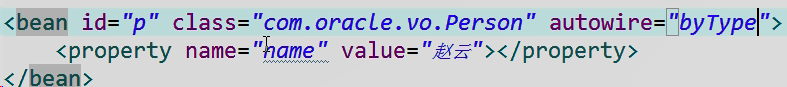 <bean id="p" class="com.oracle.vo.Person" autowire="byType">
<property name="name" value="赵云"></property>
</bean>